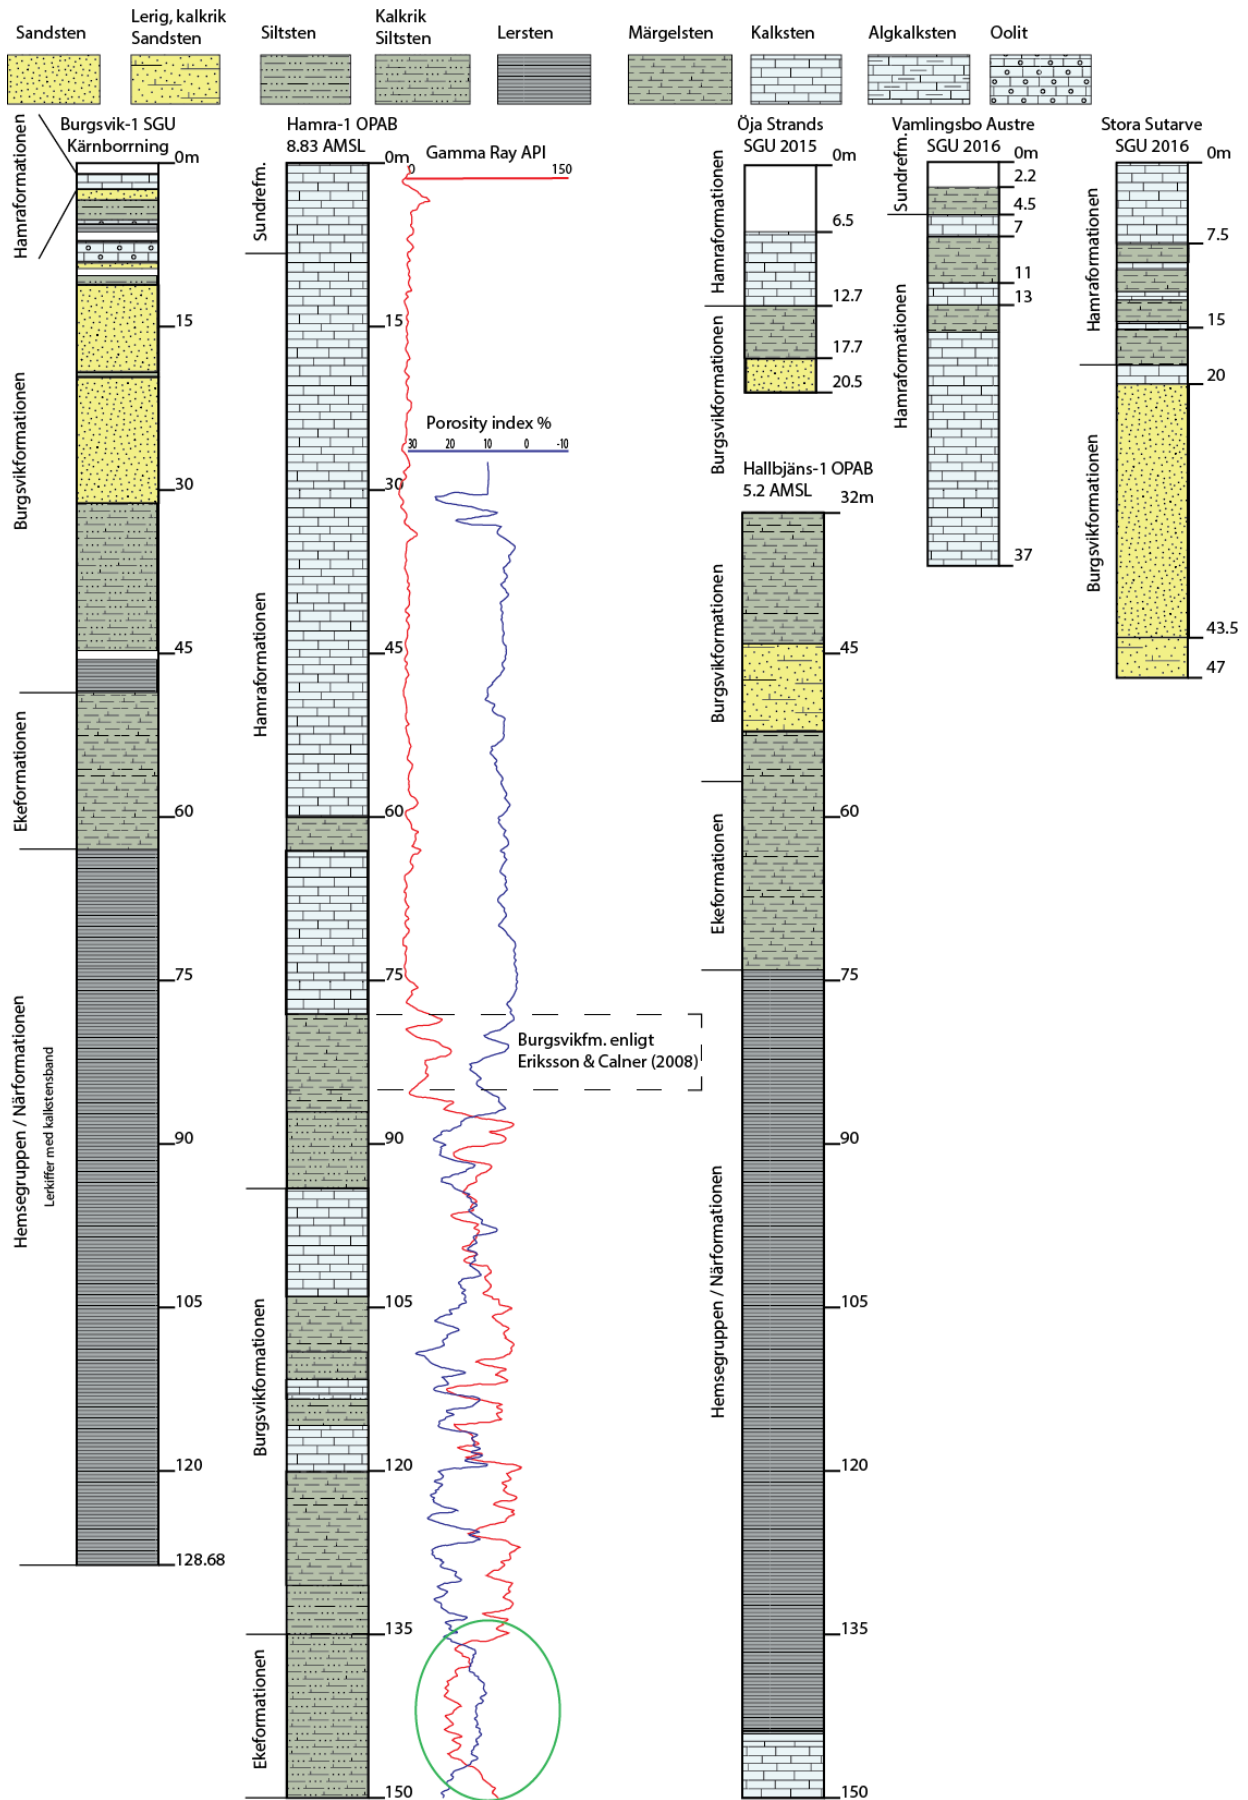 Sandsten
Lerig, kalkrik
Sandsten
Siltsten
Kalkrik
Siltsten
Lersten
Märgelsten
Kalksten
Algkalksten
Oolit
Burgsvik-1 SGU
Kärnborrning
0m
15
30
45
60
75
90
105
120
128.68
Hamraformationen
Burgsvikformationen
Ekeformationen
Hemsegruppen / Närformationen
Lerkiffer med kalkstensband
Hamra-1 OPAB
8.83 AMSL
0m
15
30
45
60
75
90
105
120
135
150
Sundrefm.
Hamraformationen
Burgsvikformationen
Ekeformationen
Gamma Ray API
0 150
Porosity index %
30 20 10 0 -10
Burgsvikfm. enligt
Eriksson & Calner (2008)
Öja Strands
SGU 2015
0m
6.5
12.7
17.7
20.5
Hamraformationen
Burgsvikformationen
Hallbjäns-1 OPAB
5.2 AMSL
32m
45
60
75
90
105
120
135
150
Burgsvikformationen
Ekeformationen
Hemsegruppen / Närformationen
Vamlingsbo Austre
SGU 2016
0m
2.2
4.5
7
11
13
37
Sundrefm.
Hamraformationen
Stora Sutarve
SGU 2016
0m
7.5
15
20
43.5
47
Hamraformationen
Burgsvikformationen